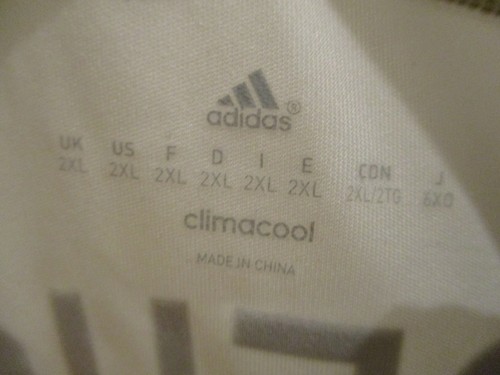 adidas®
UK US F D I E CDN J
2XL 2XL 2XL 2XL 2XL 2XL 2XL/2TG 6XO
climacool
MADE IN CHINA